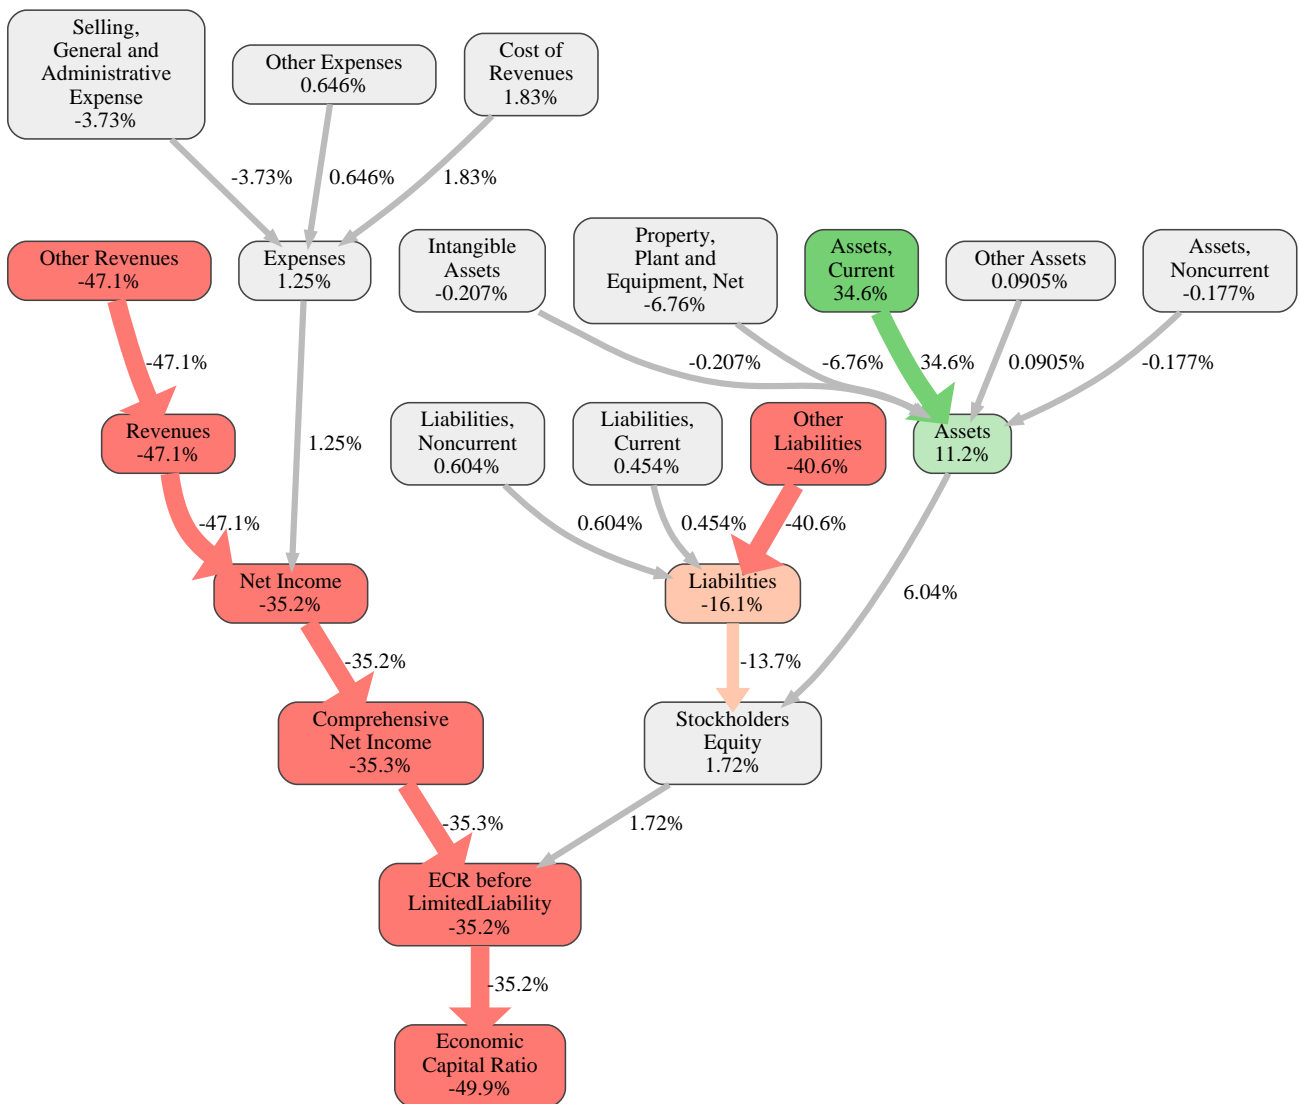 Selling,
General and
Administrative
Expense
-3.73%
Other Expenses
0.646%
Cost of
Revenues
1.83%
-3.73%
0.646%
1.83%
Other Revenues
-47.1%
Expenses
1.25%
Intangible
Assets
-0.207%
Property,
Plant and
Equipment, Net
-6.76%
Assets,
Current
34.6%
Other Assets
0.0905%
Assets,
Noncurrent
-0.177%
-47.1%
-0.207%
-6.76%
34.6%
0.0905%
-0.177%
Revenues
-47.1%
1.25%
Liabilities,
Noncurrent
0.604%
Liabilities,
Current
0.454%
Other
Liabilities
-40.6%
Assets
11.2%
-47.1%
0.604%
0.454%
-40.6%
Net Income
-35.2%
Liabilities
-16.1%
6.04%
-35.2%
-13.7%
Comprehensive
Net Income
-35.3%
Stockholders
Equity
1.72%
-35.3%
1.72%
ECR before
LimitedLiability
-35.2%
-35.2%
Economic
Capital Ratio
-49.9%